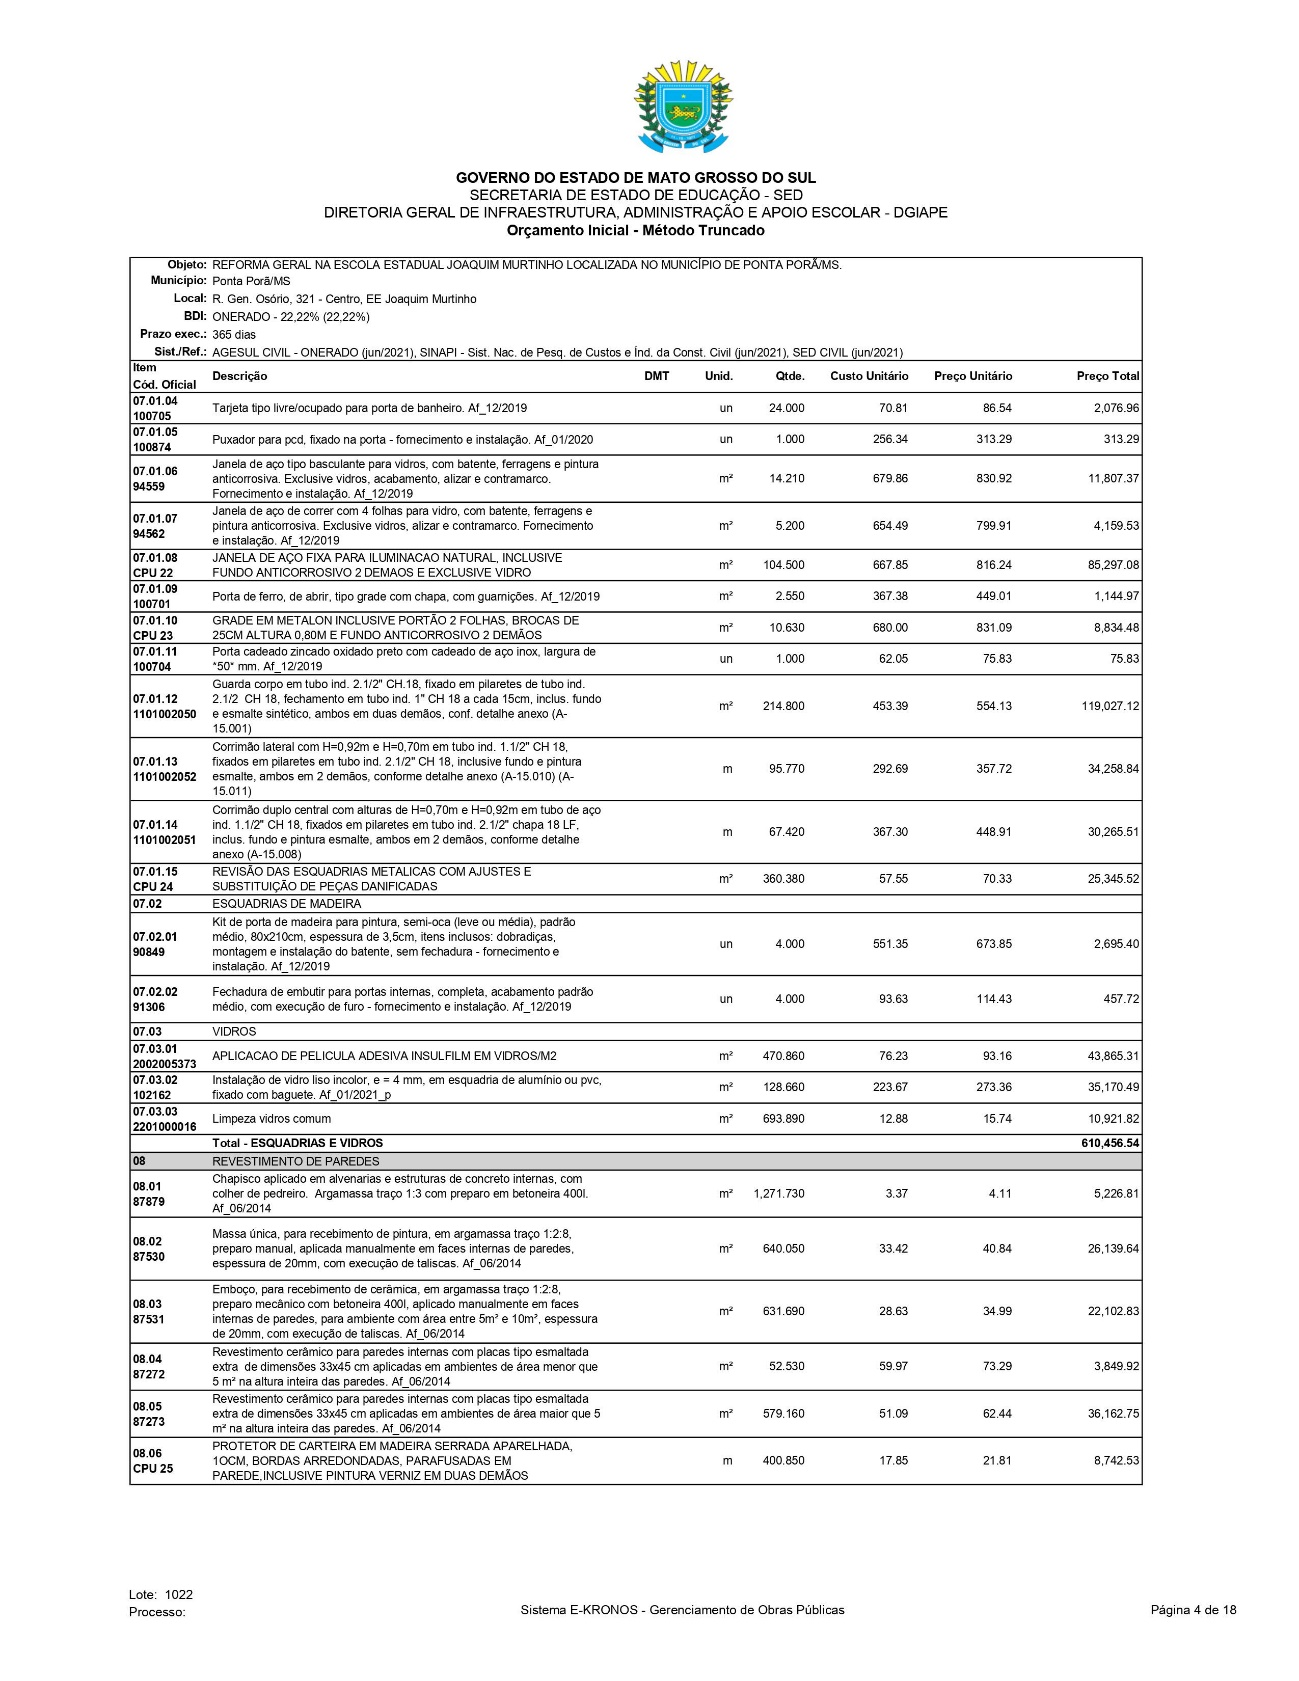 GOVERNO DO ESTADO DE MATO GROSSO DO SUL
SECRETARIA DE ESTADO DE EDUCAÇÃO - SED
DIRETORIA GERAL DE INFRAESTRUTURA, ADMINISTRAÇÃO E APOIO ESCOLAR - DGIAPE
Orçamento Inicial - Método Truncado
Objeto: REFORMA GERAL NA ESCOLA ESTADUAL JOAQUIM MURTINHO LOCALIZADA NO MUNICÍPIO DE PONTA PORÃ/MS.
Município: Ponta Porã/MS
Local: R. Gen. Osório, 321 - Centro, EE Joaquim Murtinho
BDI: ONERADO - 22,22% (22,22%)
Prazo exec.: 365 dias
Sist./Ref.: AGESUL CIVIL - ONERADO (jun/2021), SINAPI - Sist. Nac. de Pesq. de Custos e Índ. da Const. Civil (jun/2021), SED CIVIL (jun/2021)
Item
Cód. Oficial Descrição DMT Unid. Qtde. Custo Unitário Preço Unitário Preço Total
07.01.04
100705 Tarjeta tipo livre/ocupado para porta de banheiro. Af_12/2019 un 24.000 70.81 86.54 2,076.96
07.01.05
100874 Puxador para pcd, fixado na porta - fornecimento e instalação. Af_01/2020 un 1.000 256.34 313.29 313.29
Janela de aço tipo basculante para vidros, com batente, ferragens e pintura
07.01.06 anticorrosiva. Exclusive vidros, acabamento, alizar e contramarco. m² 14.210 679.86 830.92 11,807.37
94559 Fornecimento e instalação. Af_12/2019
Janela de aço de correr com 4 folhas para vidro, com batente, ferragens e
07.01.07 pintura anticorrosiva. Exclusive vidros, alizar e contramarco. Fornecimento m² 5.200 654.49 799.91 4,159.53
94562 e instalação. Af_12/2019
07.01.08 JANELA DE AÇO FIXA PARA ILUMINACAO NATURAL, INCLUSIVE
CPU 22 FUNDO ANTICORROSIVO 2 DEMAOS E EXCLUSIVE VIDRO m² 104.500 667.85 816.24 85,297.08
07.01.09
100701 Porta de ferro, de abrir, tipo grade com chapa, com guarnições. Af_12/2019 m² 2.550 367.38 449.01 1,144.97
07.01.10 GRADE EM METALON INCLUSIVE PORTÃO 2 FOLHAS, BROCAS DE
CPU 23 25CM ALTURA 0,80M E FUNDO ANTICORROSIVO 2 DEMÃOS m² 10.630 680.00 831.09 8,834.48
07.01.11 Porta cadeado zincado oxidado preto com cadeado de aço inox, largura de
100704 *50* mm. Af_12/2019 un 1.000 62.05 75.83 75.83
Guarda corpo em tubo ind. 2.1/2" CH.18, fixado em pilaretes de tubo ind.
07.01.12 2.1/2  CH 18, fechamento em tubo ind. 1" CH 18 a cada 15cm, inclus. fundo m² 214.800 453.39 554.13 119,027.12
1101002050 e esmalte sintético, ambos em duas demãos, conf. detalhe anexo (A-
15.001)
Corrimão lateral com H=0,92m e H=0,70m em tubo ind. 1.1/2" CH 18,
07.01.13 fixados em pilaretes em tubo ind. 2.1/2" CH 18, inclusive fundo e pintura m 95.770 292.69 357.72 34,258.84
1101002052 esmalte, ambos em 2 demãos, conforme detalhe anexo (A-15.010) (A-
15.011)
Corrimão duplo central com alturas de H=0,70m e H=0,92m em tubo de aço
07.01.14 ind. 1.1/2" CH 18, fixados em pilaretes em tubo ind. 2.1/2" chapa 18 LF, m 67.420 367.30 448.91 30,265.51
1101002051 inclus. fundo e pintura esmalte, ambos em 2 demãos, conforme detalhe
anexo (A-15.008)
07.01.15 REVISÃO DAS ESQUADRIAS METALICAS COM AJUSTES E
CPU 24 SUBSTITUIÇÃO DE PEÇAS DANIFICADAS m² 360.380 57.55 70.33 25,345.52
07.02 ESQUADRIAS DE MADEIRA
Kit de porta de madeira para pintura, semi-oca (leve ou média), padrão
07.02.01 médio, 80x210cm, espessura de 3,5cm, itens inclusos: dobradiças, un 4.000 551.35 673.85 2,695.40
90849 montagem e instalação do batente, sem fechadura - fornecimento e
instalação. Af_12/2019
07.02.02 Fechadura de embutir para portas internas, completa, acabamento padrão
91306 médio, com execução de furo - fornecimento e instalação. Af_12/2019 un 4.000 93.63 114.43 457.72
07.03 VIDROS
07.03.01
2002005373 APLICACAO DE PELICULA ADESIVA INSULFILM EM VIDROS/M2 m² 470.860 76.23 93.16 43,865.31
07.03.02 Instalação de vidro liso incolor, e = 4 mm, em esquadria de alumínio ou pvc,
102162 fixado com baguete. Af_01/2021_p m² 128.660 223.67 273.36 35,170.49
07.03.03
2201000016 Limpeza vidros comum m² 693.890 12.88 15.74 10,921.82
Total - ESQUADRIAS E VIDROS 610,456.54
08 REVESTIMENTO DE PAREDES
Chapisco aplicado em alvenarias e estruturas de concreto internas, com
08.01 colher de pedreiro.  Argamassa traço 1:3 com preparo em betoneira 400l. m² 1,271.730 3.37 4.11 5,226.81
87879 Af_06/2014
Massa única, para recebimento de pintura, em argamassa traço 1:2:8,
08.02 preparo manual, aplicada manualmente em faces internas de paredes, m² 640.050 33.42 40.84 26,139.64
87530 espessura de 20mm, com execução de taliscas. Af_06/2014
Emboço, para recebimento de cerâmica, em argamassa traço 1:2:8,
08.03 preparo mecânico com betoneira 400l, aplicado manualmente em faces m² 631.690 28.63 34.99 22,102.83
87531 internas de paredes, para ambiente com área entre 5m² e 10m², espessura
de 20mm, com execução de taliscas. Af_06/2014
Revestimento cerâmico para paredes internas com placas tipo esmaltada
08.04 extra  de dimensões 33x45 cm aplicadas em ambientes de área menor que m² 52.530 59.97 73.29 3,849.92
87272 5 m² na altura inteira das paredes. Af_06/2014
Revestimento cerâmico para paredes internas com placas tipo esmaltada
08.05 extra de dimensões 33x45 cm aplicadas em ambientes de área maior que 5 m² 579.160 51.09 62.44 36,162.75
87273 m² na altura inteira das paredes. Af_06/2014
PROTETOR DE CARTEIRA EM MADEIRA SERRADA APARELHADA,
08.06 1OCM, BORDAS ARREDONDADAS, PARAFUSADAS EM m 400.850 17.85 21.81 8,742.53
CPU 25 PAREDE,INCLUSIVE PINTURA VERNIZ EM DUAS DEMÃOS
Lote: 1022
Processo: Sistema E-KRONOS - Gerenciamento de Obras Públicas Página 4 de 18